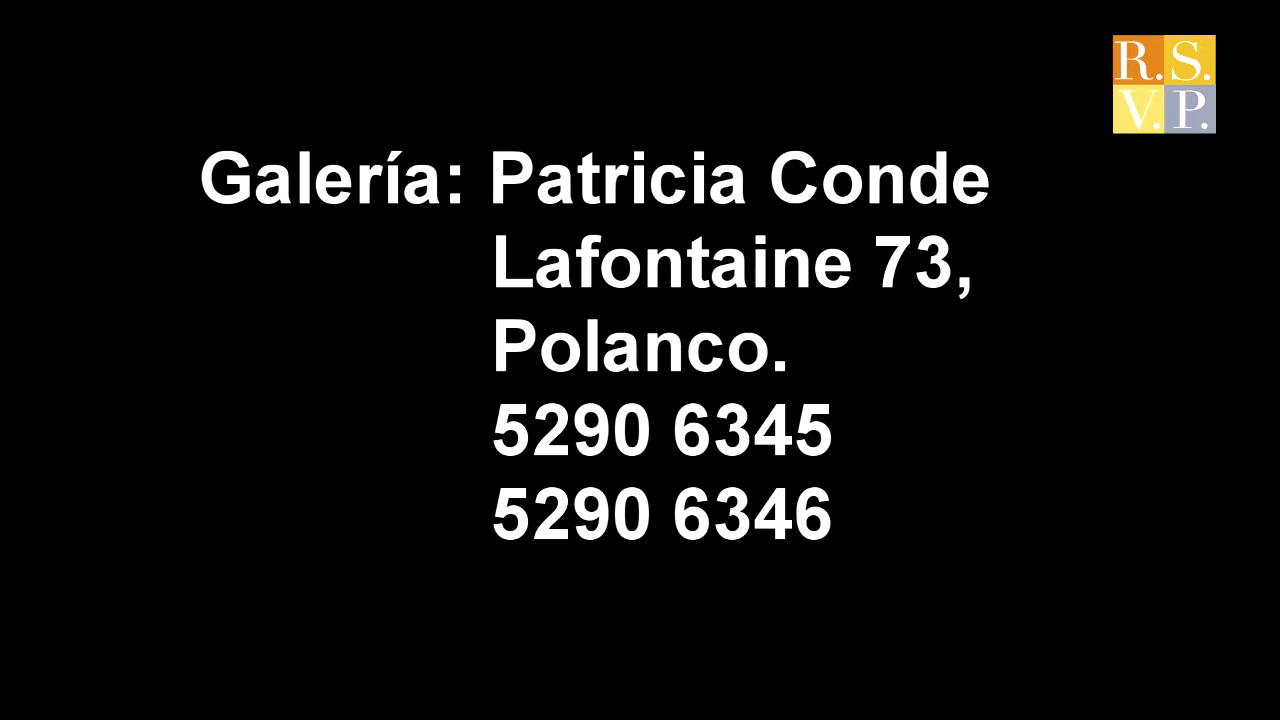 R.S.
V.P.
Galería: Patricia Conde
Lafontaine 73,
Polanco.
5290 6345
5290 6346